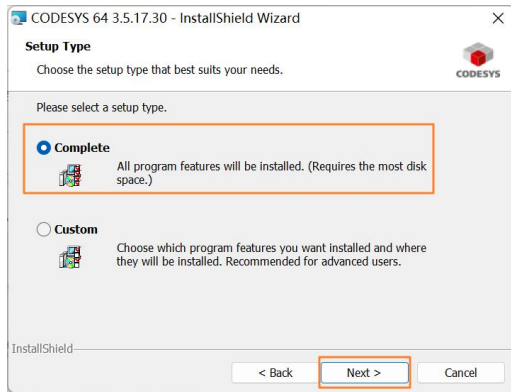 CODESYS 64 3.5.17.30 - InstallShield Wizard
Setup Type
Choose the setup type that best suits your needs.
CODESYS
Please select a setup type.
Complete
All program features will be installed. (Requires the most disk
space.)
Custom
Choose which program features you want installed and where
they will be installed. Recommended for advanced users.
InstallShield
< Back Next > Cancel